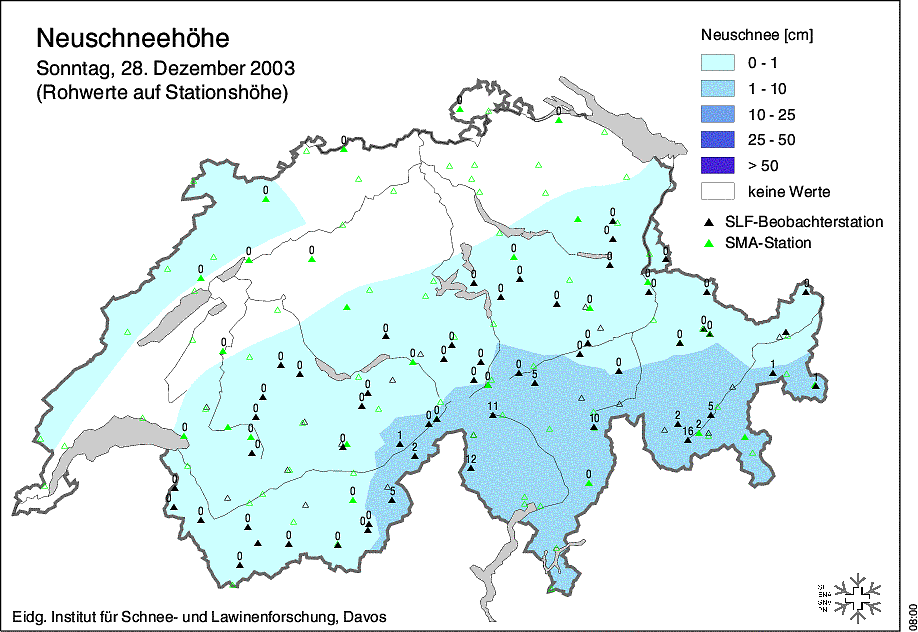 Neuschneehöhe
Sonntag, 28. Dezember 2003
(Rohwerte auf Stationshöhe)
Neuschnee [cm]
0 - 1
1 - 10
10 - 25
25 - 50
> 50
keine Werte
SLF-Beobachterstation
SMA-Station
0
0
0
0
0 0
0 0 0 0
0 0 0 0 0
0 0 0 0 0 0
0 0 0 0 0 0
0 0 0 0 0 0
0 0 0 0 0 5 1 1
0 0 0 0 11 10 2 5
0 0 0 1 2 12 16 2
0 0 0 5 0
0 0 0 0 0
0 0 0
Eidg. Institut für Schnee- und Lawinenforschung, Davos
08:00